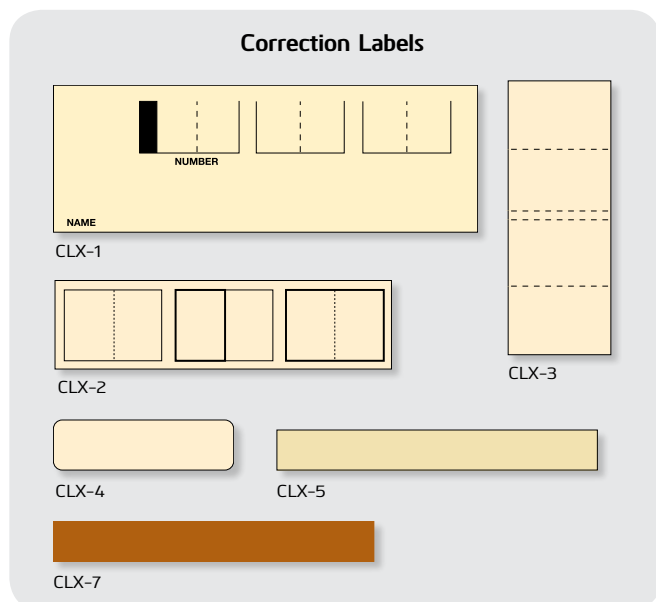 Correction Labels
NUMBER
NAME
CLX-1
CLX-2
CLX-3
CLX-4
CLX-5
CLX-7